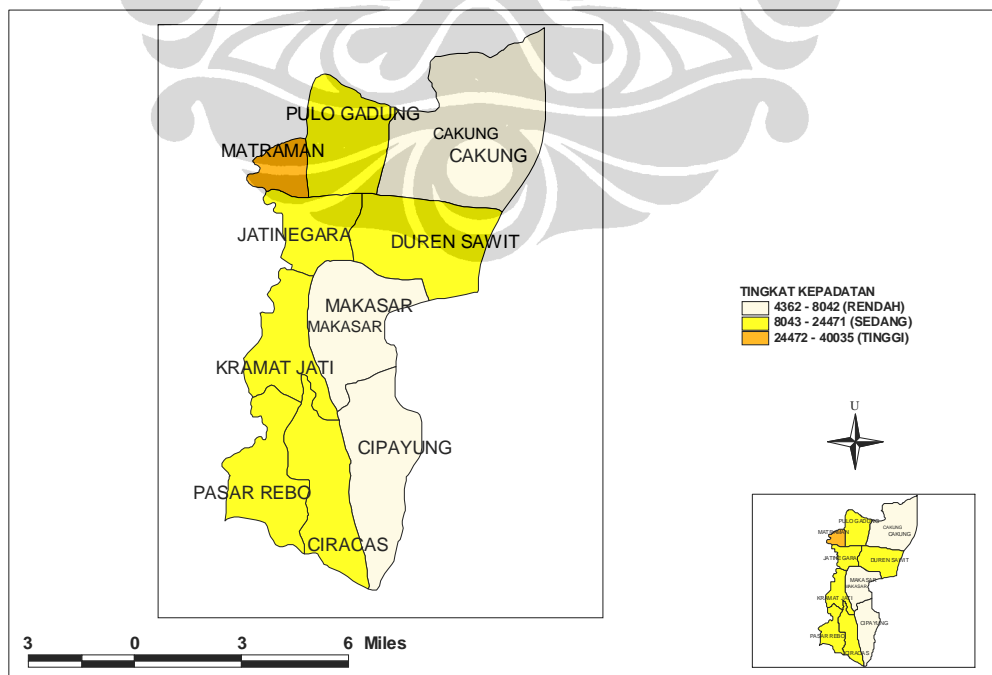 PULO GADUNG
CAKUNG
MATRAMAN
CAKUNG
JATINEGARA
DUREN SAWIT
MAKASAR
MAKASAR
KRAMAT JATI
CIPAYUNG
PASAR REBO
CIRACAS
TINGKAT KEPADATAN
4362 - 8042 (RENDAH)
8043 - 24471 (SEDANG)
24472 - 40035 (TINGGI)
U
PULO GADUNG
CAKUNG
MATRAMAN
CAKUNG
JATINEGARA
DUREN SAWIT
MAKASAR
MAKASAR
KRAMAT JATI
CIPAYUNG
PASAR REBO
CIRACAS
3 0 3 6 Miles